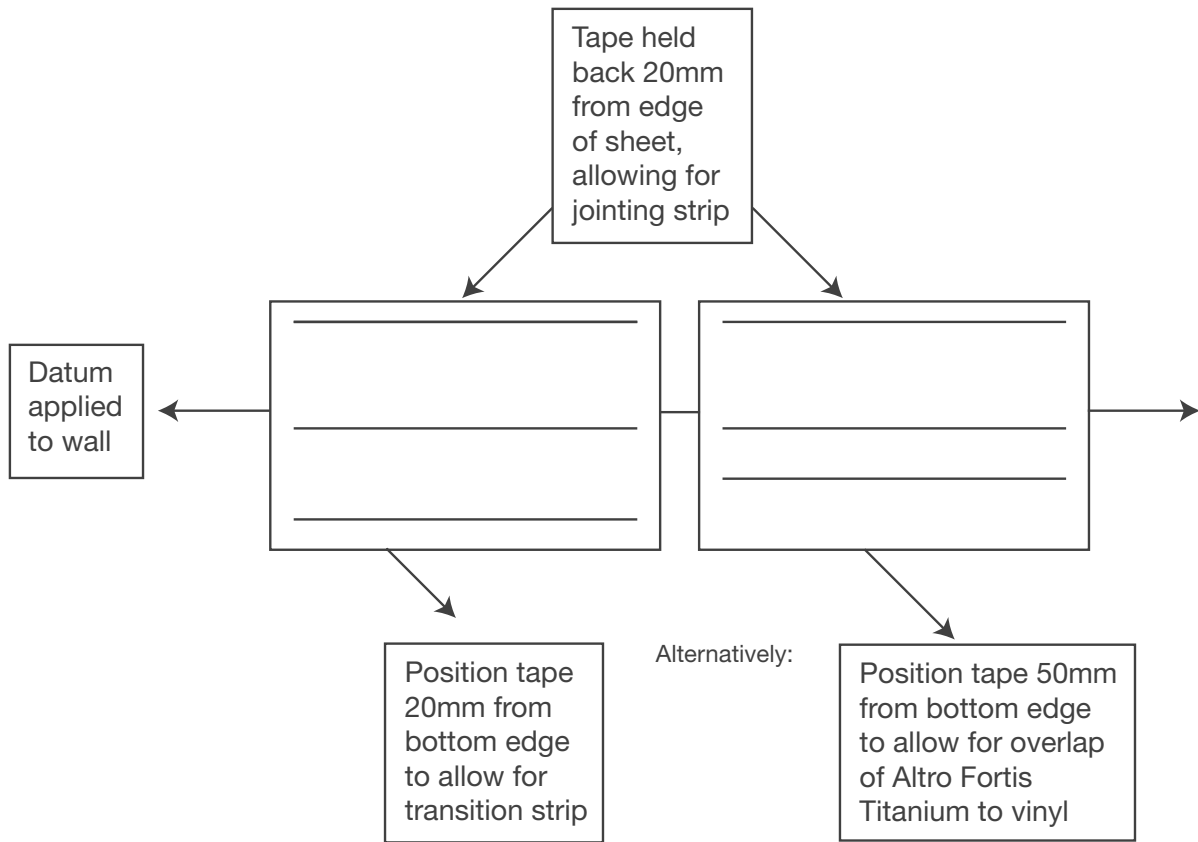 Tape held
back 20mm
from edge
of sheet,
allowing for
jointing strip
Datum
applied
to wall
Position tape
20mm from
bottom edge
to allow for
transition strip
Alternatively:
Position tape 50mm
from bottom edge
to allow for overlap
of Altro Fortis
Titanium to vinyl